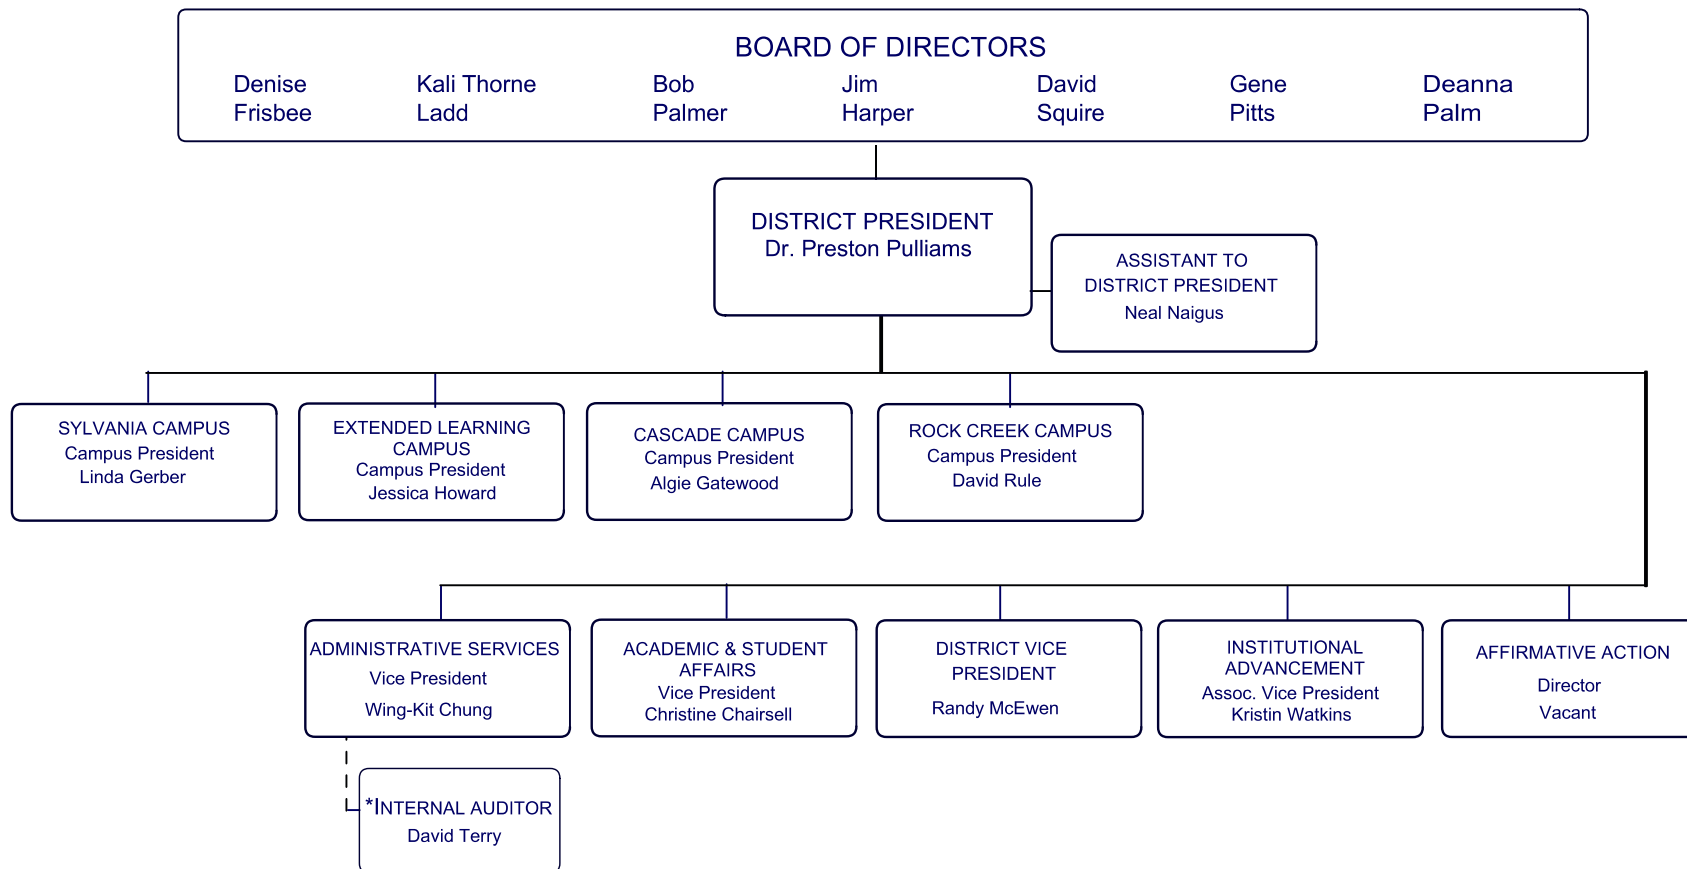 BOARD OF DIRECTORS
Denise Kali Thorne Bob Jim David Gene Deanna
Frisbee Ladd Palmer Harper Squire Pitts Palm
DISTRICT PRESIDENT
Dr. Preston Pulliams
ASSISTANT TO
DISTRICT PRESIDENT
Neal Naigus
SYLVANIA CAMPUS
Campus President
Linda Gerber
EXTENDED LEARNING
CAMPUS
Campus President
Jessica Howard
CASCADE CAMPUS
Campus President
Algie Gatewood
ROCK CREEK CAMPUS
Campus President
David Rule
ADMINISTRATIVE SERVICES
Vice President
Wing-Kit Chung
ACADEMIC & STUDENT
AFFAIRS
Vice President
Christine Chairsell
DISTRICT VICE
PRESIDENT
Randy McEwen
INSTITUTIONAL
ADVANCEMENT
Assoc. Vice President
Kristin Watkins
AFFIRMATIVE ACTION
Director
Vacant
*INTERNAL AUDITOR
David Terry